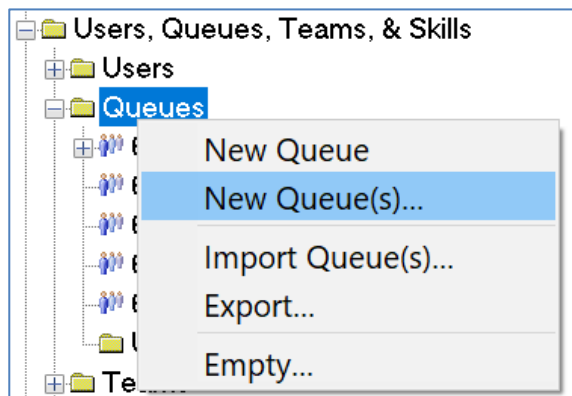 Users, Queues, Teams, & Skills
Users
Queues
New Queue
New Queue(s)...
Import Queue(s)...
Export...
Empty...